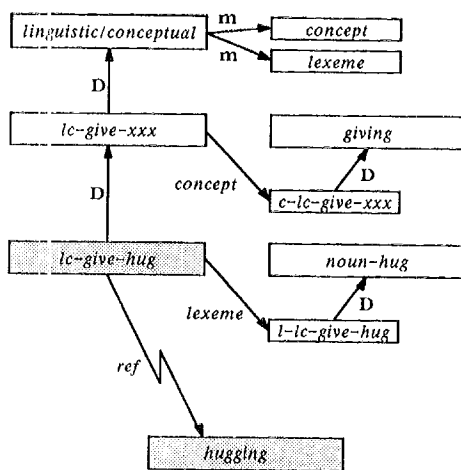 linguistic/conceptual
m
concept
m
lexeme
D
lc-give-xxx
giving
concept
D
c-lc-give-xxx
D
lc-give-hug
noun-hug
lexeme
D
l-lc-give-hug
ref
hugging